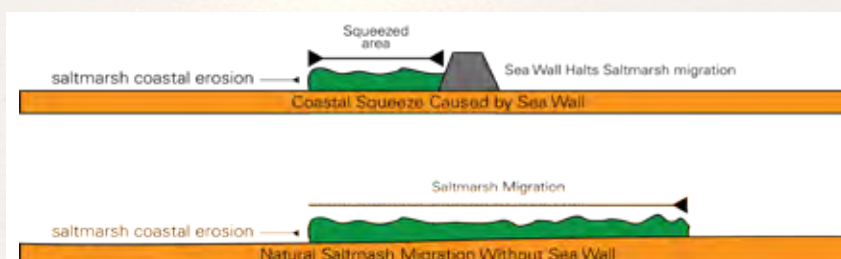 Squeezed
area
saltmarsh coastal erosion
Sea Wall Halts Saltmarsh migration
Coastal Squeeze Caused by Sea Wall
Saltmarsh Migration
saltmarsh coastal erosion
Natural Saltmash Migration Without Sea Wall